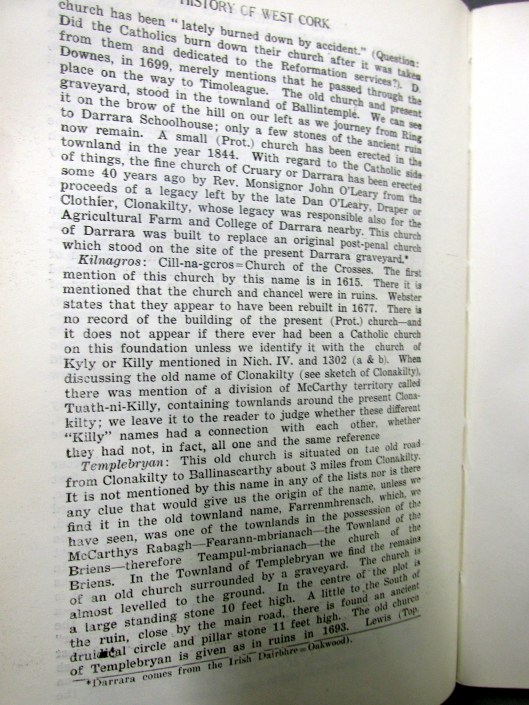 HISTORY OF WEST CORK
church has been "lately burned down by accident." (Question:
Did the Catholics burn down their church after it was taken
from them and dedicated to the Reformation services?). D.
Downes, in 1699, merely mentions that he passed through the
place on the way to Timoleague. The old church and present
graveyard, stood in the townland of Ballintemple. We can see
it on the brow of the hill on our left as we journey from Ring
to Darrara Schoolhouse; only a few stones of the ancient ruin
now remain. A small (Prot.) church has been erected in the
townland in the year 1844. With regard to the Catholic side
of things, the fine church of Cruary or Darrara has been erected
some 40 years ago by Rev. Monsignor John O'Leary from the
proceeds of a legacy left by the late Dan O'Leary, Draper or
Clothier, Clonakilty, whose legacy was responsible also for the
Agricultural Farm and College of Darrara nearby. This church
of Darrara was built to replace an original post-penal church
which stood on the site of the present Darrara graveyard.*
Kilnagros: Cill-na-gcros=Church of the Crosses. The first
mention of this church by this name is in 1615. There it is
mentioned that the church and chancel were in ruins. Webster
states that they appear to have been rebuilt in 1677. There is
no record of the building of the present (Prot.) church—and
it does not appear if there ever had been a Catholic church
on this foundation unless we identify it with the church of
Kyly or Killy mentioned in Nich. IV. and 1302 (a & b). When
discussing the old name of Clonakilty (see sketch of Clonakilty),
there was mention of a division of McCarthy territory called
Tuath-ni-Killy, containing townlands around the present Clona-
kilty; we leave it to the reader to judge whether these different
"Killy" names had a connection with each other, whether
they had not, in fact, all one and the same reference
Templebryan: This old church is situated on the old road
from Clonakilty to Ballinascarthy about 3 miles from Clonakilty.
It is not mentioned by this name in any of the lists nor is there
any clue that would give us the origin of the name, unless we
find it in the old townland name, Farrenmhrenach, which, we
have seen, was one of the townlands in the possession of the
McCarthys Rabagh—Fearann-mbrianach—the Townland of the
Briens—therefore Teampul-mbrianach—the church of the
Briens. In the Townland of Templebryan we find the remains
of an old church surrounded by a graveyard. The church is
almost levelled to the ground. In the centre of the plot is
a large standing stone 10 feet high. A little to the South of
the ruin, close by the main road, there is found an ancient
druidical circle and pillar stone 11 feet high. The old church
of Templebryan is given as in ruins in 1693. Lewis (Top.
*Darrara comes from the Irish Dairbhre=Oakwood).